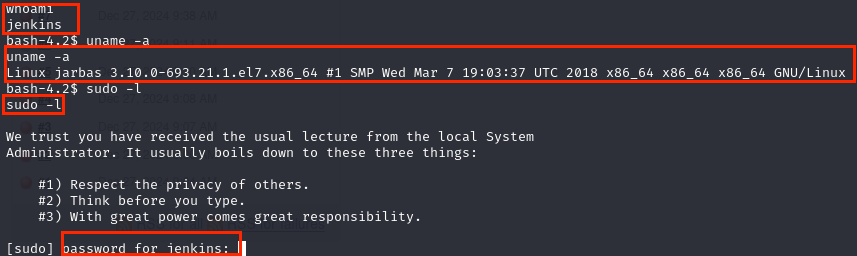 whoami
jenkins
bash-4.2$ uname -a
uname -a
Linux jarbas 3.10.0-693.21.1.el7.x86_64 #1 SMP Wed Mar 7 19:03:37 UTC 2018 x86_64 x86_64 x86_64 GNU/Linux
bash-4.2$ sudo -l
sudo -l
We trust you have received the usual lecture from the local System
Administrator. It usually boils down to these three things:
#1) Respect the privacy of others.
#2) Think before you type.
#3) With great power comes great responsibility.
[sudo] password for jenkins: